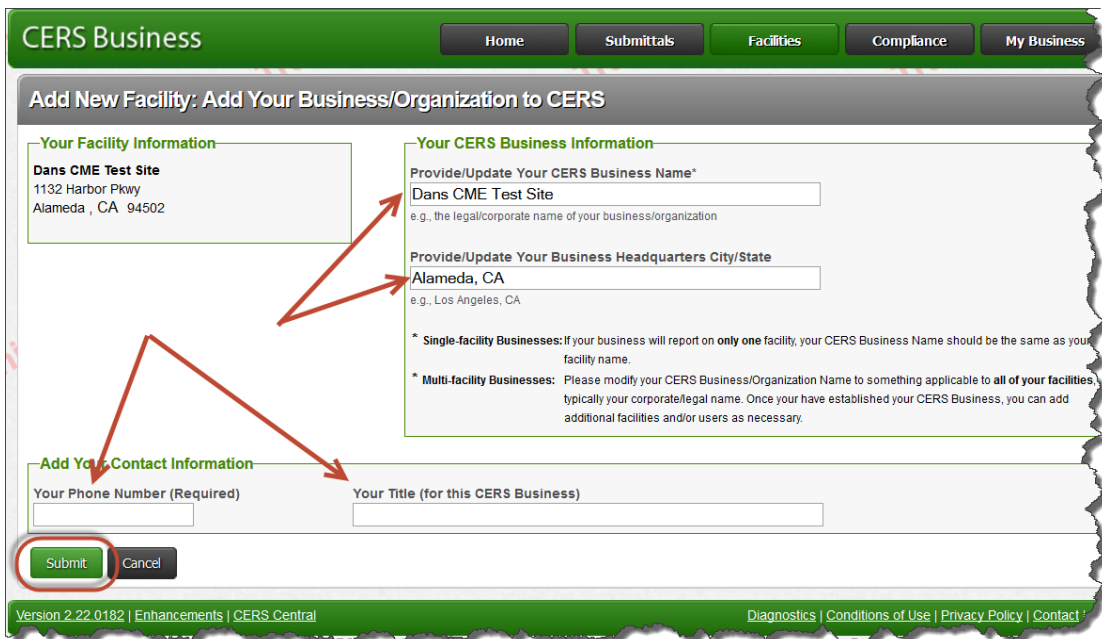 CERS Business
Home
Submittals
Facilities
Compliance
My Business
Add New Facility: Add Your Business/Organization to CERS
Your Facility Information
Dans CME Test Site
1132 Harbor Pkwy
Alameda , CA 94502
Your CERS Business Information
Provide/Update Your CERS Business Name*
Dans CME Test Site
e.g., the legal/corporate name of your business/organization
Provide/Update Your Business Headquarters City/State
Alameda, CA
e.g., Los Angeles, CA
* Single-facility Businesses: If your business will report on only one facility, your CERS Business Name should be the same as your
facility name.
* Multi-facility Businesses: Please modify your CERS Business/Organization Name to something applicable to all of your facilities,
typically your corporate/legal name. Once your have established your CERS Business, you can add
additional facilities and/or users as necessary.
Add Your Contact Information
Your Phone Number (Required)
Your Title (for this CERS Business)
Submit
Cancel
Version 2.22.0182 | Enhancements | CERS Central
Diagnostics | Conditions of Use | Privacy Policy | Contact